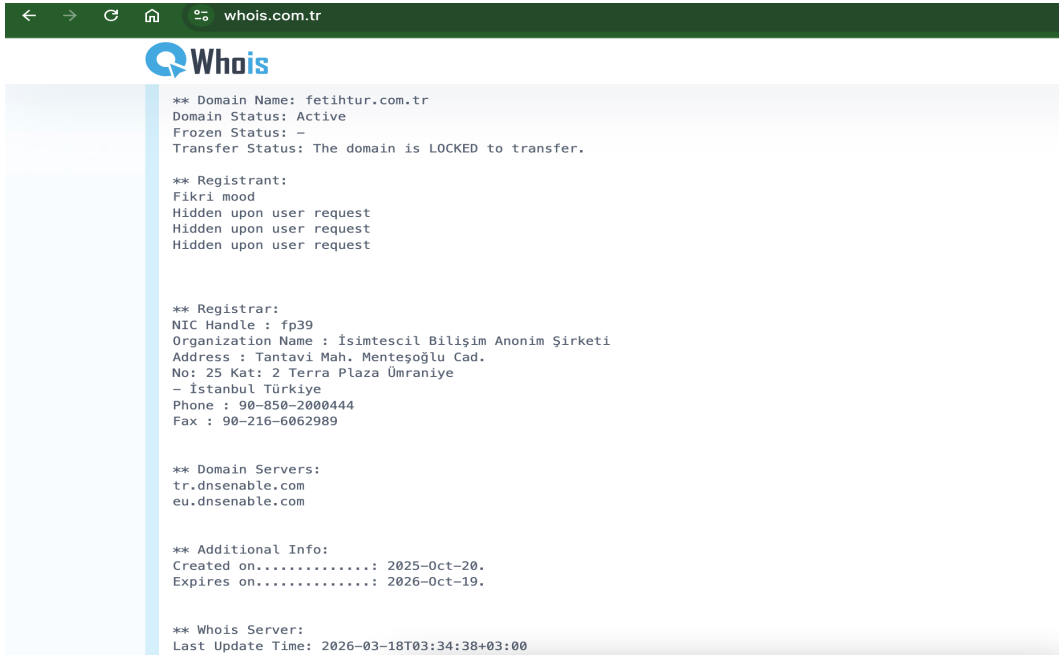 whois.com.tr
Whois
** Domain Name: fetihtur.com.tr
Domain Status: Active
Frozen Status: -
Transfer Status: The domain is LOCKED to transfer.
** Registrant:
Fikri mood
Hidden upon user request
Hidden upon user request
Hidden upon user request
** Registrar:
NIC Handle : fp39
Organization Name : İsimtescil Bilişim Anonim Şirketi
Address : Tantavi Mah. Menteşoğlu Cad.
No: 25 Kat: 2 Terra Plaza Ümraniye
– İstanbul Türkiye
Phone : 90-850-2000444
Fax : 90-216-6062989
** Domain Servers:
tr.dnsenable.com
eu.dnsenable.com
** Additional Info:
Created on..............: 2025-Oct-20.
Expires on..............: 2026-Oct-19.
** Whois Server:
Last Update Time: 2026-03-18T03:34:38+03:00